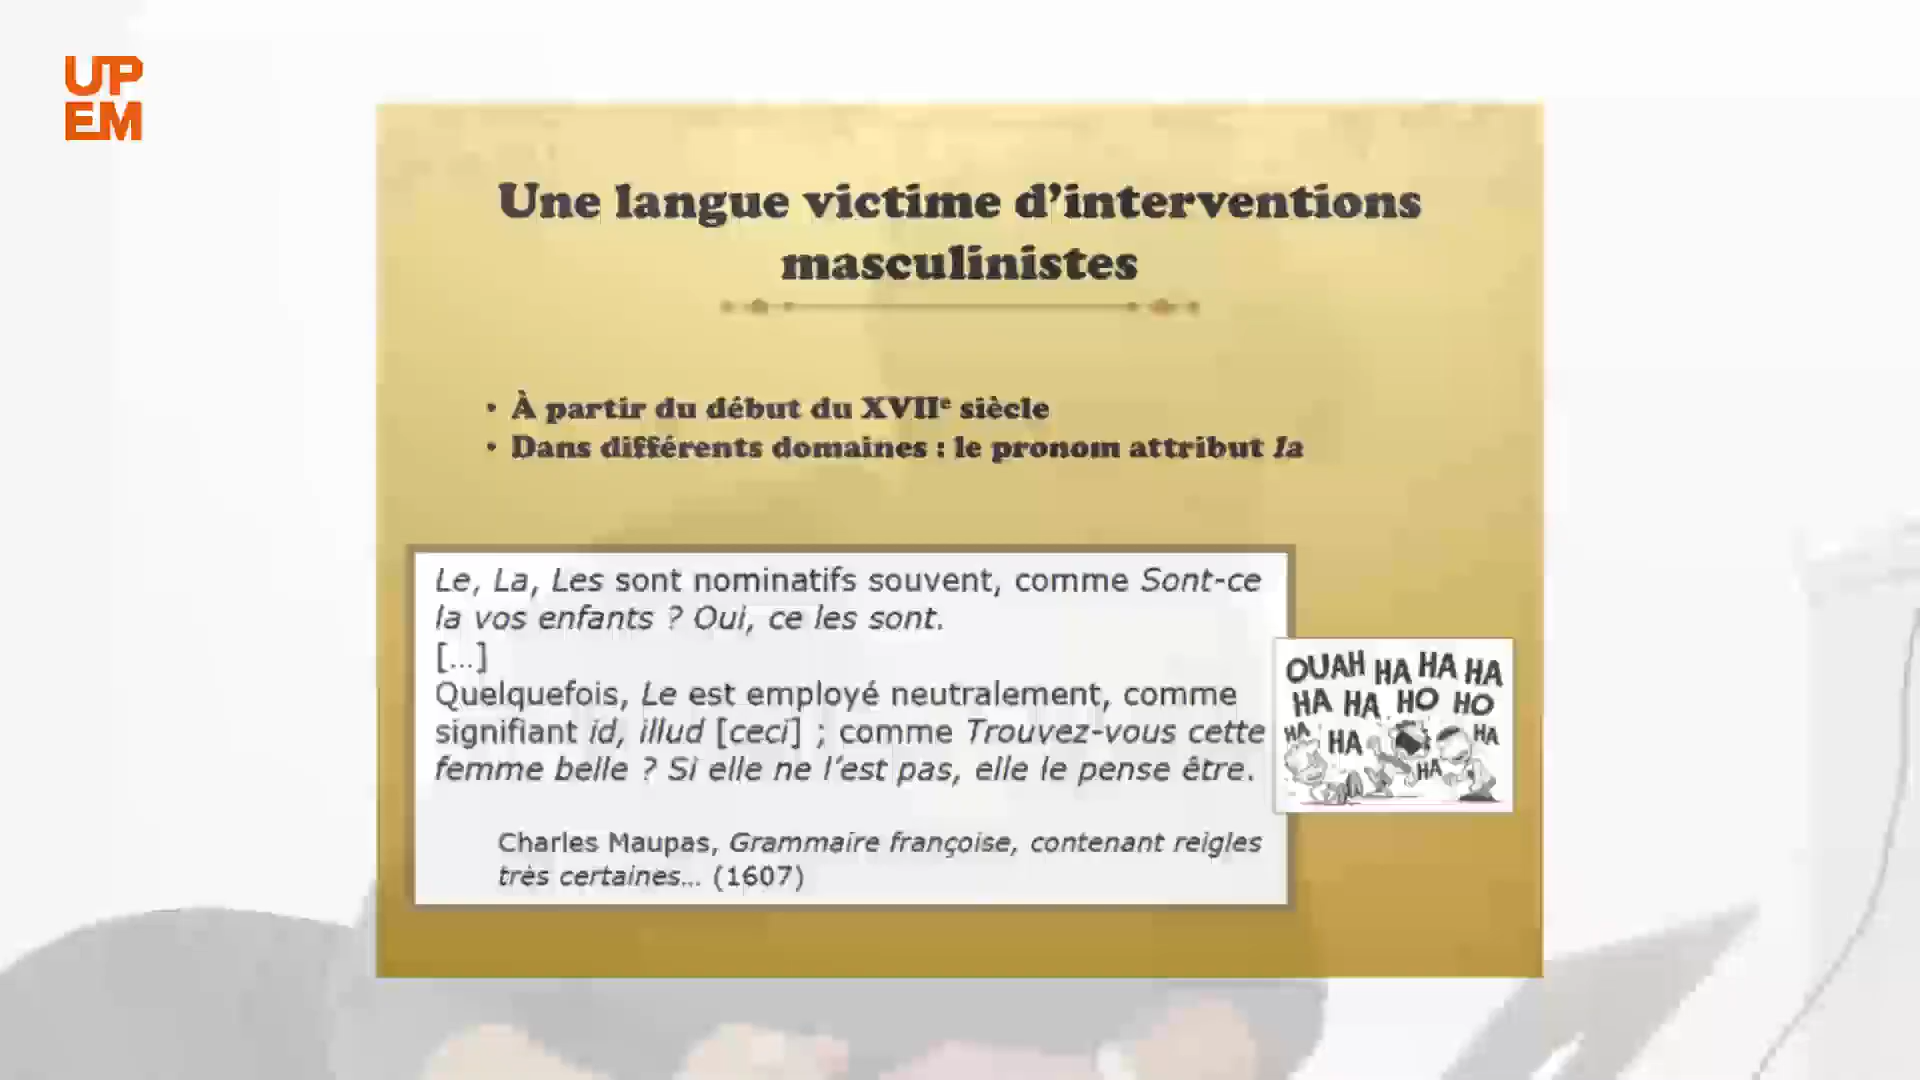 UP
EM
Une langue victime d'interventions
masculinistes
• À partir du début du XVIIe siècle
• Dans différents domaines : le pronom attribut la
Le, La, Les sont nominatifs souvent, comme Sont-ce
la vos enfants ? Oui, ce les sont.
[...]
Quelquefois, Le est employé neutralement, comme
signifiant id, illud [ceci] ; comme Trouvez-vous cette
femme belle ? Si elle ne l'est pas, elle le pense être.
Charles Maupas, Grammaire françoise, contenant reigles
très certaines... (1607)
OUAH HA HA HA
HA HA HO HO
HA HA HA
HA